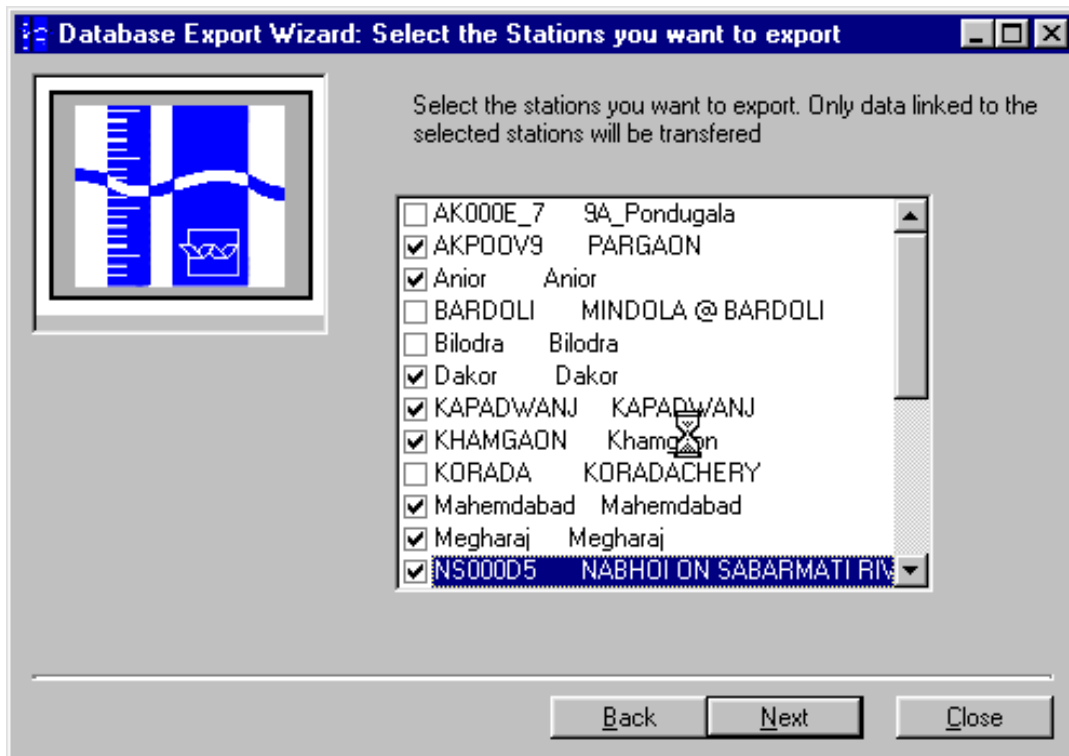 Database Export Wizard: Select the Stations you want to export
Select the stations you want to export. Only data linked to the
selected stations will be transfered
AK000E_7 9A_Pondugala
AKPOOV9 PARGAON
Anior Anior
BARDOLI MINDOLA @ BARDOLI
Bilodra Bilodra
Dakor Dakor
KAPADWANJ KAPADWANJ
KHAMGAON Khamgaon
KORADA KORADACHERY
Mahemdabad Mahemdabad
Megharaj Megharaj
NS000D5 NABHOI ON SABARMATI RIV
Back Next Close